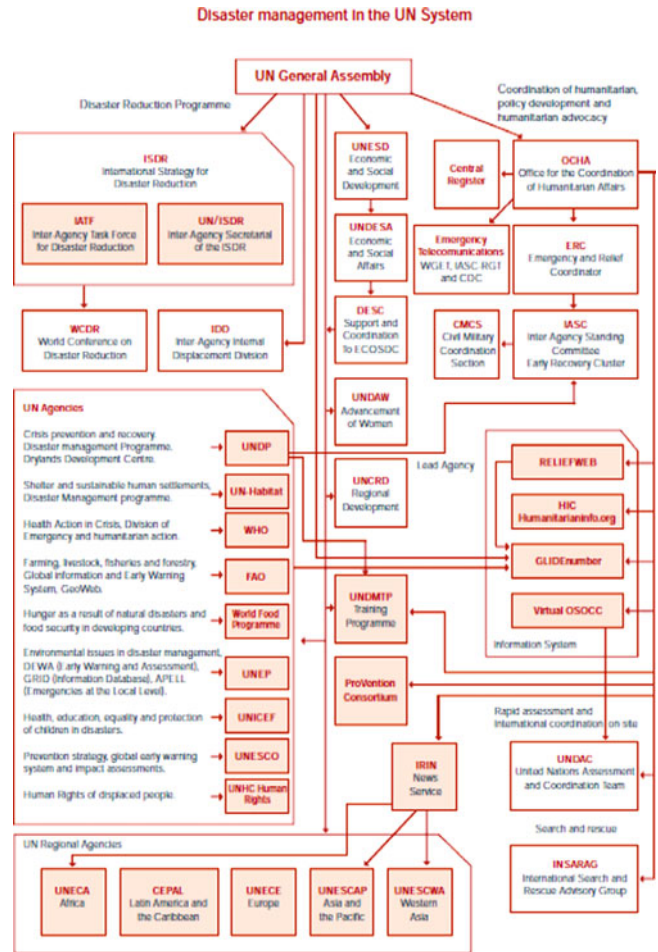 Disaster management in the UN System
UN General Assembly
Disaster Reduction Programme
Coordination of humanitarian,
policy development and
humanitarian advocacy
ISDR
International Strategy for
Disaster Reduction
IATF
Inter-Agency Task Force
for Disaster Reduction
UN/ISDR
Inter-Agency Secretarial
of the ISDR
UNESD
Economic
and Social
Development
Central
Register
OCHA
Office for the Coordination
of Humanitarian Affairs
UNDESA
Economic
and Social
Affairs
Emergency
Telecommunications
WGET, IASC-RGT
and CDC
ERC
Emergency and Relief
Coordinator
WCDR
World Conference on
Disaster Reduction
IDD
Inter-Agency Internal
Displacement Division
DESC
Support and
Coordination
To ECOSOC
CMCS
Civil Military
Coordination
Section
IASC
Inter Agency Standing
Committee
Early Recovery Cluster
UNDAW
Advancement
of Women
UNCRD
Regional
Development
Lead Agency
UN Agencies
Crisis prevention and recovery,
Disaster management Programme,
Drylands Development Centre.
UNDP
Shelter and sustainable human settlements,
Disaster Management programme.
UN-Habitat
Health Action in Crisis, Division of
Emergency and humanitarian action.
WHO
Farming, livestock, fisheries and forestry,
Global information and Early Warning
System, GeoWeb.
FAO
Hunger as a result of natural disasters and
food security in developing countries.
World Food
Programme
Environmental issues in disaster management,
DEWA (Early Warning and Assessment),
GRID (Information Database), APELL
(Emergencies at the Local Level).
UNEP
Health, education, equality and protection
of children in disasters.
UNICEF
Prevention strategy, global early warning
system and impact assessments.
UNESCO
Human Rights of displaced people.
UNHC Human
Rights
RELIEFWEB
HIC
Humanitarianinfo.org
GLIDEnumber
Virtual OSOCC
Information System
UNDMTP
Training
Programme
ProVention
Consortium
IRIN
News
Service
Rapid assessment and
International coordination on site
UNDAC
United Nations Assessment
and Coordination Team
Search and rescue
INSARAG
International Search and
Rescue Advisory Group
UN Regional Agencies
UNECA
Africa
CEPAL
Latin America and
the Caribbean
UNECE
Europe
UNESCAP
Asia and
the Pacific
UNESCWA
Western
Asia